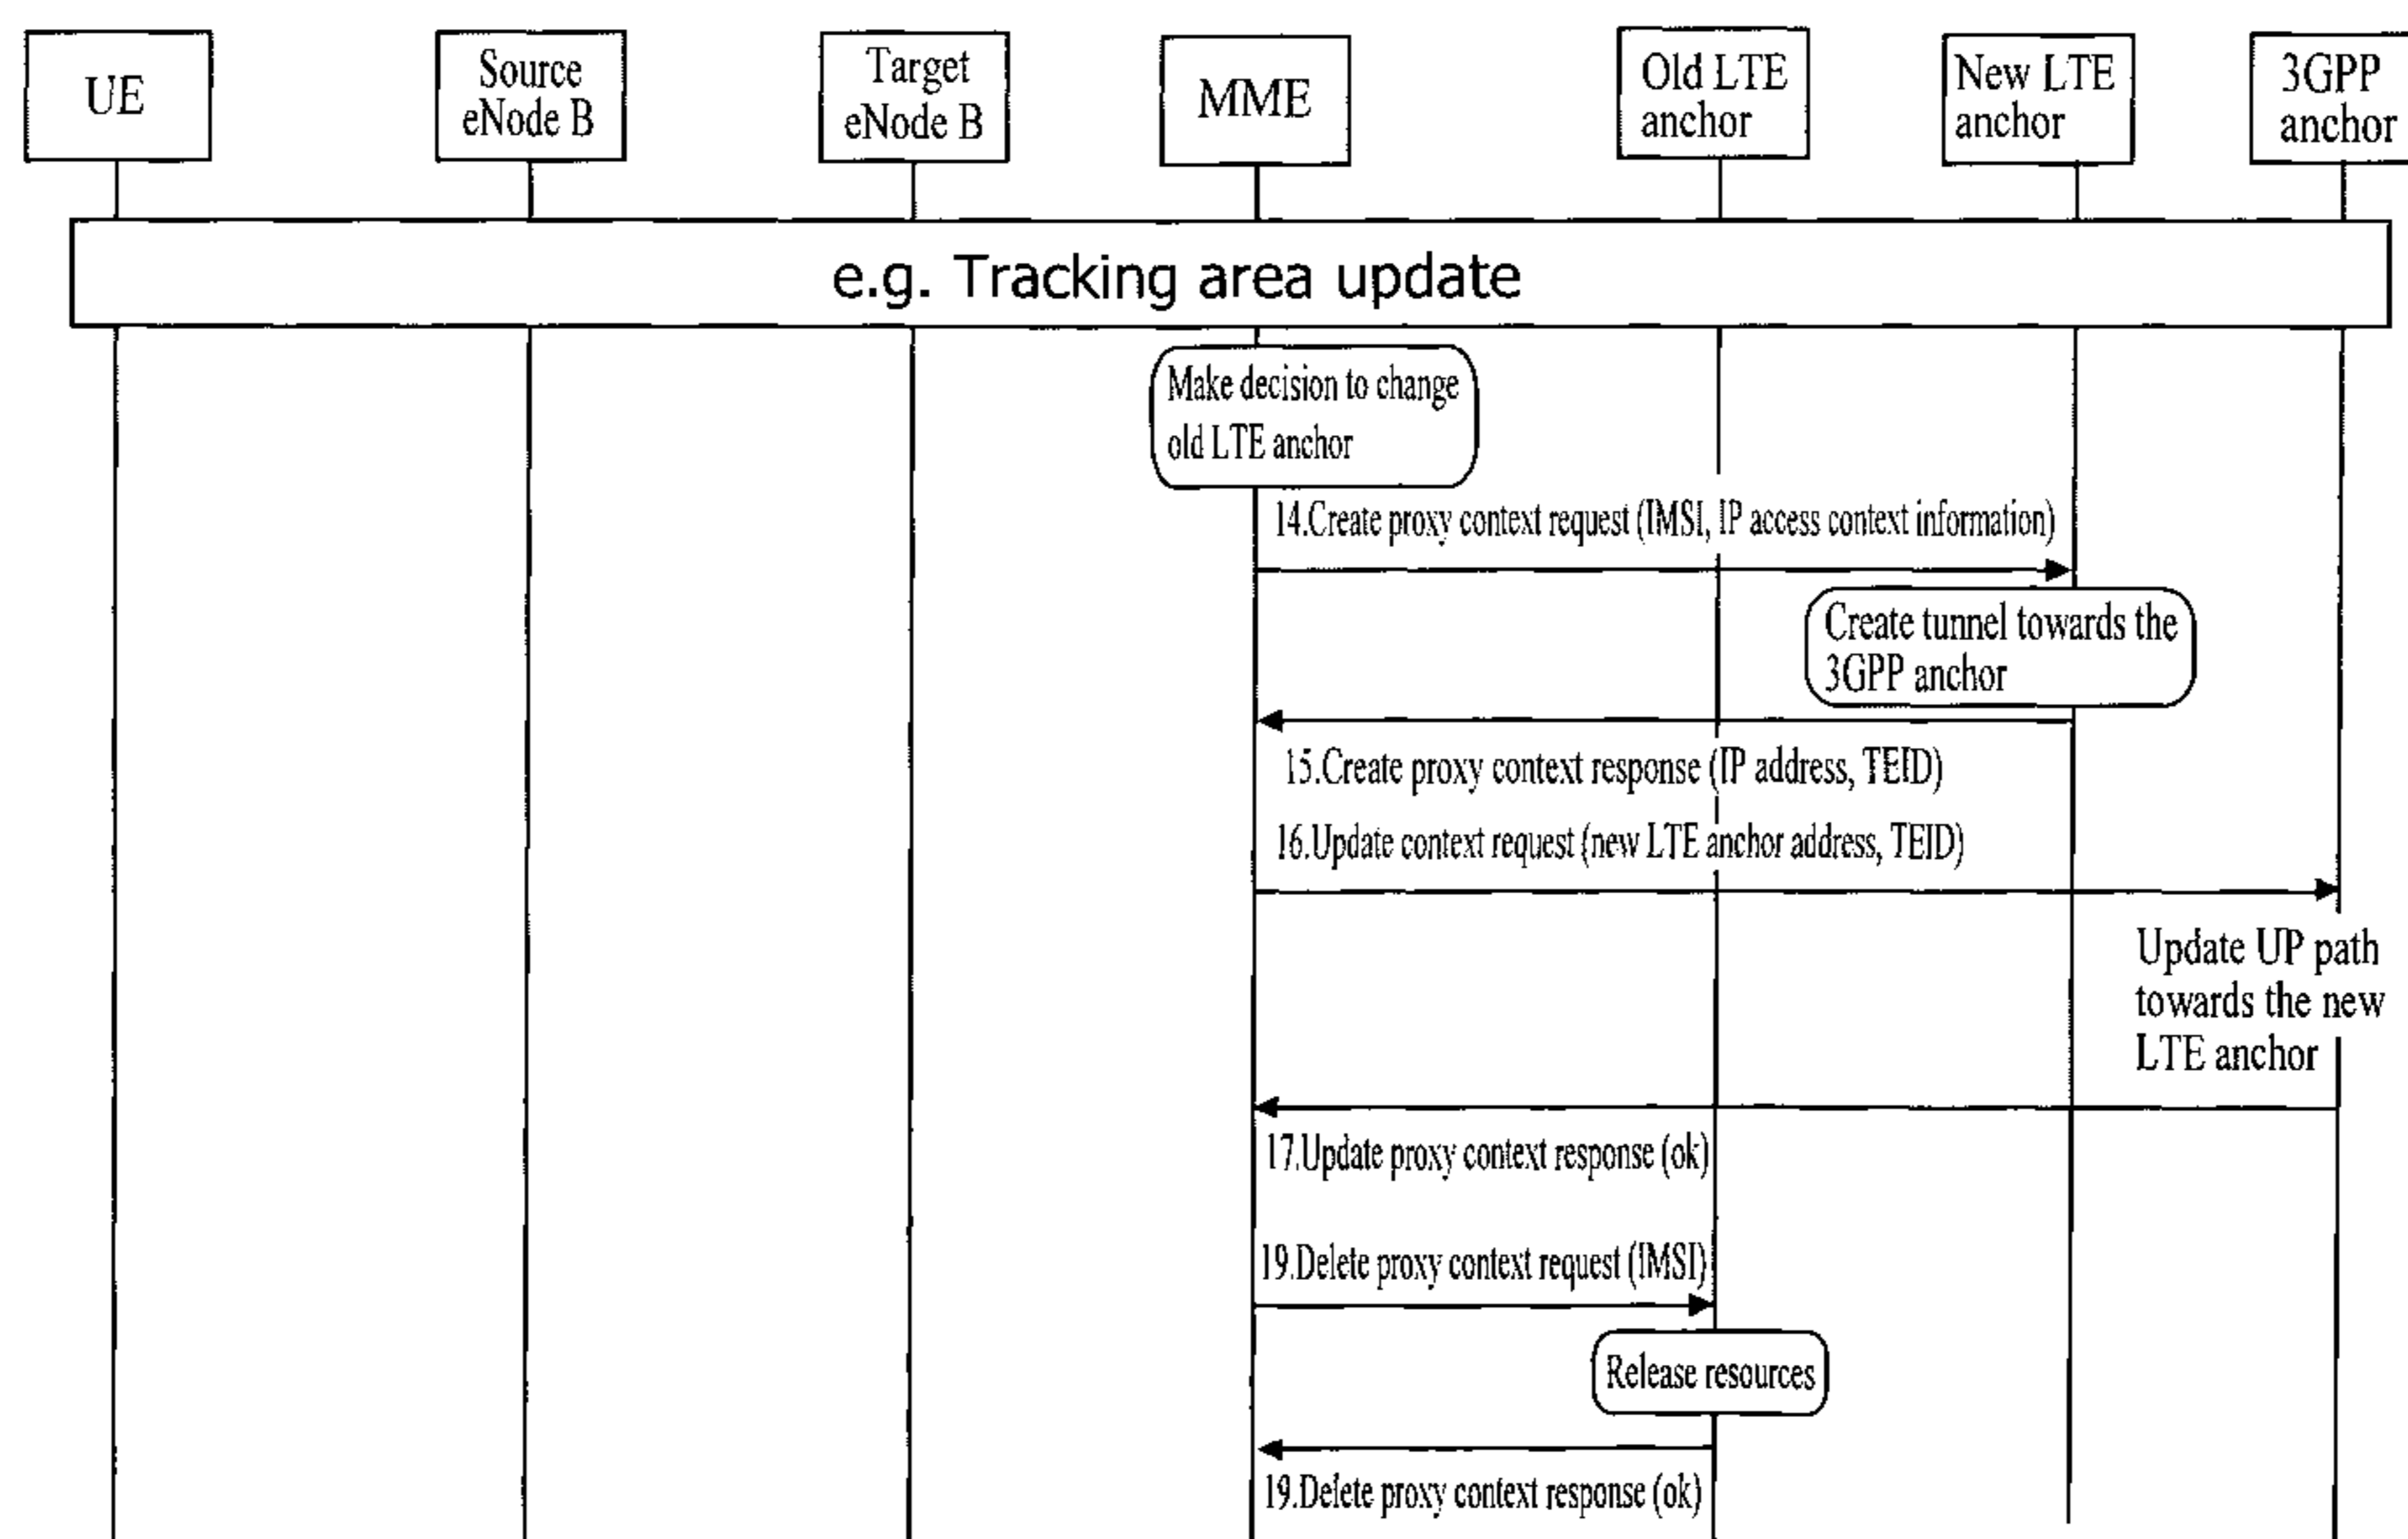 UE
Source
eNode B
Target
eNode B
MME
Old LTE
anchor
New LTE
anchor
3GPP
anchor
e.g. Tracking area update
Make decision to change
old LTE anchor
14.Create proxy context request (IMSI, IP access context information)
Create tunnel towards the
3GPP anchor
15.Create proxy context response (IP address, TEID)
16.Update context request (new LTE anchor address, TEID)
Update UP path
towards the new
LTE anchor
17.Update proxy context response (ok)
19.Delete proxy context request (IMSI)
Release resources
19.Delete proxy context response (ok)